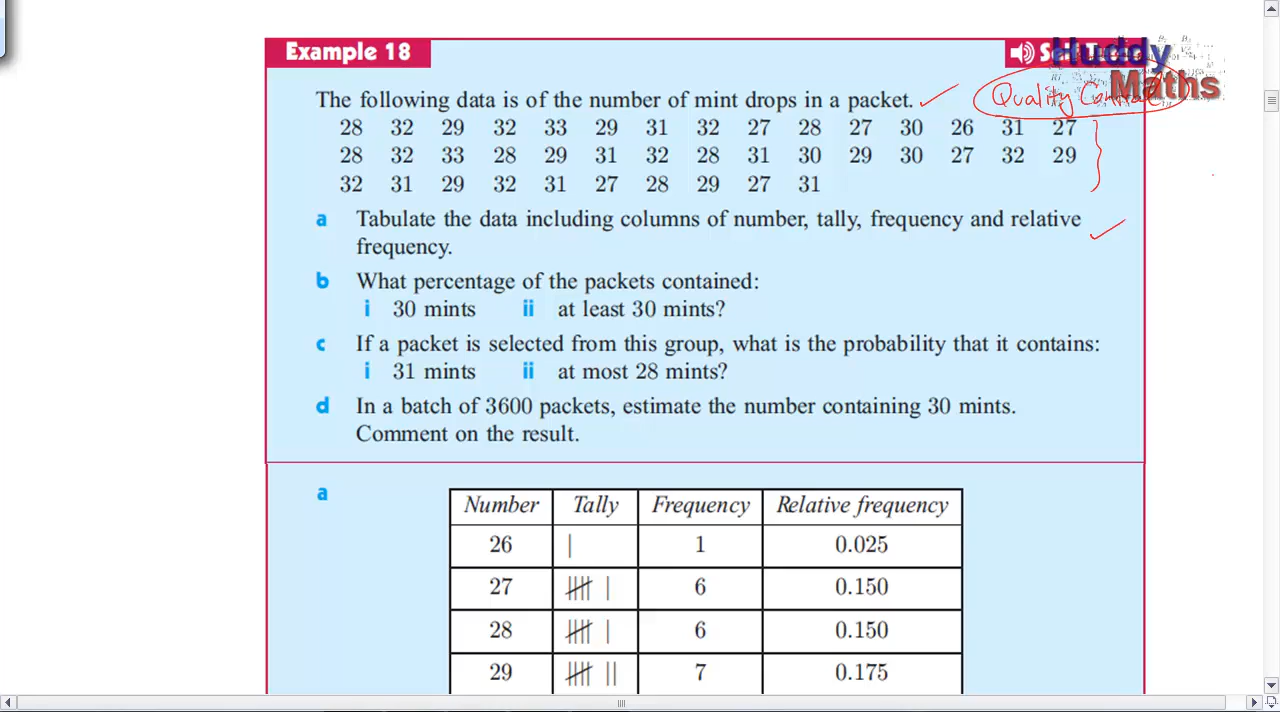 Example 18
Huddy
Maths
The following data is of the number of mint drops in a packet.
Quality Control
28 32 29 32 33 29 31 32 27 28 27 30 26 31 27
28 32 33 28 29 31 32 28 31 30 29 30 27 32 29
32 31 29 32 31 27 28 29 27 31
a Tabulate the data including columns of number, tally, frequency and relative
frequency.
b What percentage of the packets contained:
i 30 mints ii at least 30 mints?
c If a packet is selected from this group, what is the probability that it contains:
i 31 mints ii at most 28 mints?
d In a batch of 3600 packets, estimate the number containing 30 mints.
Comment on the result.
a
Number Tally Frequency Relative frequency
26 1 0.025
27 6 0.150
28 6 0.150
29 7 0.175